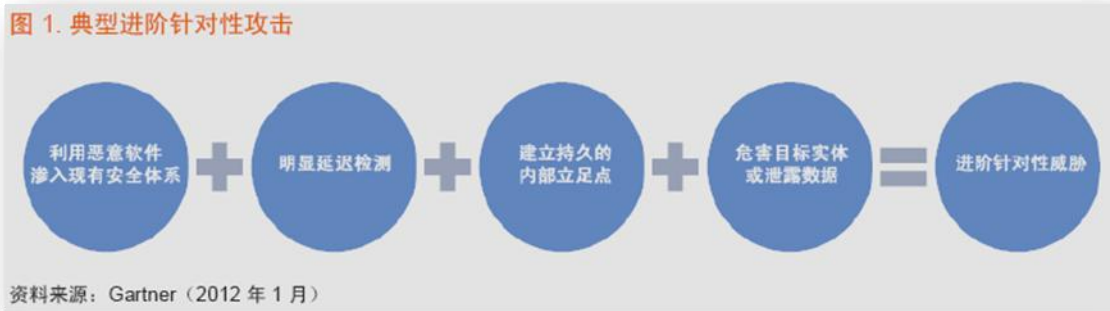 图 1. 典型进阶针对性攻击
利用恶意软件
渗入现有安全体系
明显延迟检测
建立持久的
内部立足点
危害目标实体
或泄露数据
进阶针对性威胁
资料来源：Gartner（2012 年 1 月）